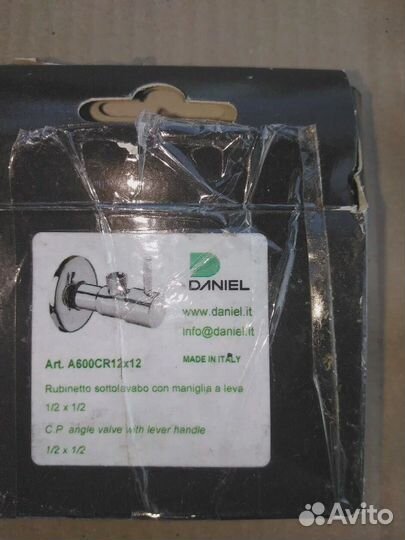 DANIEL
www.daniel.it
info@daniel.it
Art. A600CR12x12
MADE IN ITALY
Rubinetto sottolavabo con maniglia a leva
1/2 x 1/2
C.P. angle valve with lever handle
1/2 x 1/2
Avito